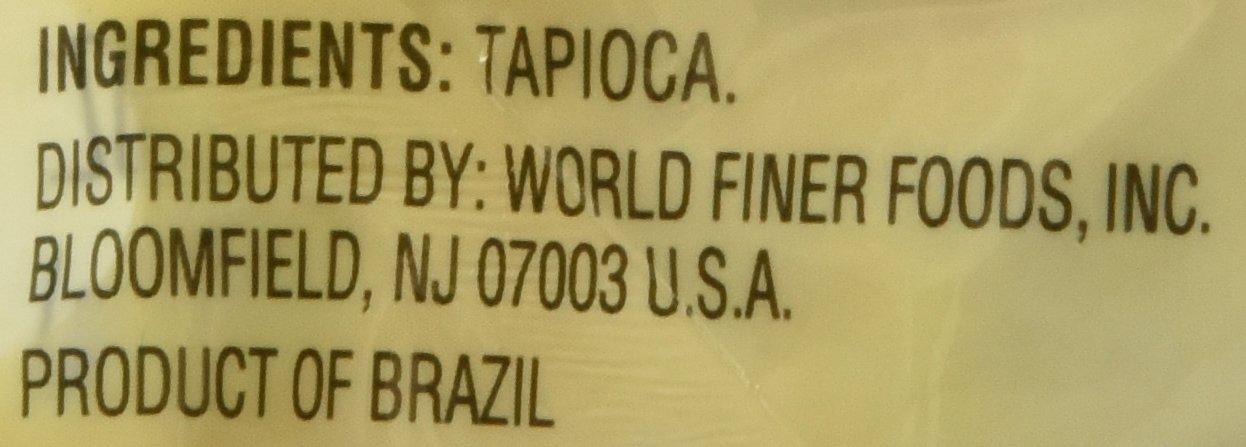 INGREDIENTS: TAPIOCA.
DISTRIBUTED BY: WORLD FINER FOODS, INC.
BLOOMFIELD, NJ 07003 U.S.A.
PRODUCT OF BRAZIL